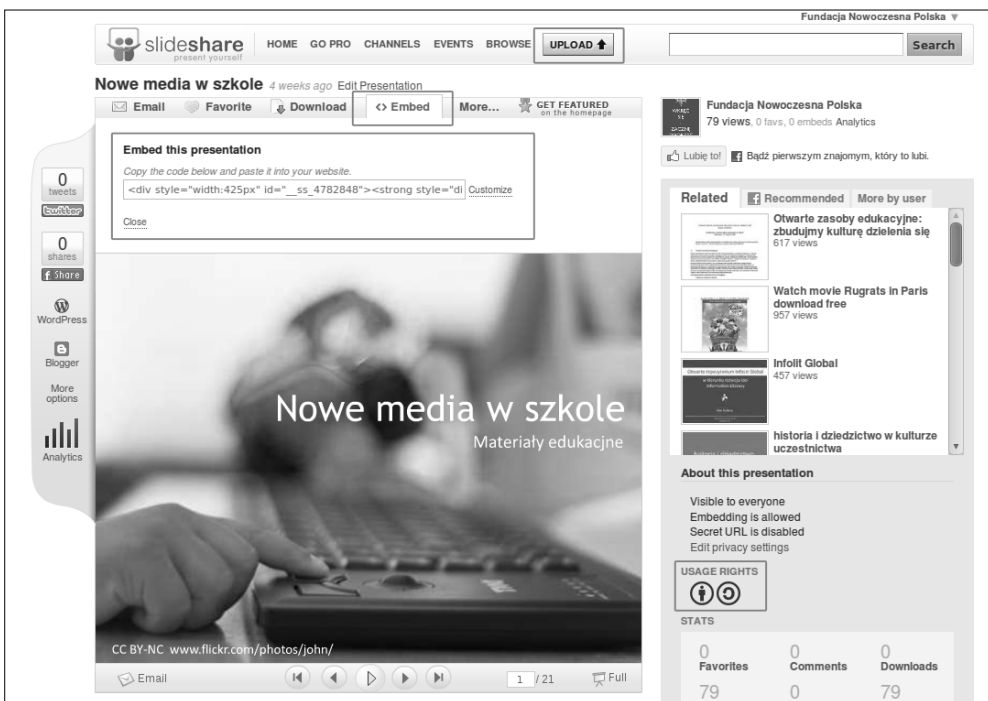 Fundacja Nowoczesna Polska
slideshare
present yourself
HOME GO PRO CHANNELS EVENTS BROWSE UPLOAD
Search
Nowe media w szkole 4 weeks ago Edit Presentation
Email Favorite Download <> Embed More... GET FEATURED
on the homepage
Embed this presentation
Copy the code below and paste it into your website.
<div style="width:425px" id="__ss_4782848"><strong style="di Customize
Close
0
tweets
twitter
0
shares
f Share
WordPress
Blogger
More
options
Analytics
Nowe media w szkole
Materiały edukacjne
CC BY-NC www.flickr.com/photos/john/
Email
1 / 21
Full
Fundacja Nowoczesna Polska
79 views, 0 favs, 0 embeds Analytics
Lubię to! Bądź pierwszym znajomym, który to lubi.
Related Recommended More by user
Otwarte zasoby edukacyjne:
zbudujmy kulturę dzielenia się
617 views
Watch movie Rugrats in Paris
download free
957 views
Infolit Global
457 views
historia i dziedzictwo w kulturze
uczestnictwa
About this presentation
Visible to everyone
Embedding is allowed
Secret URL is disabled
Edit privacy settings
USAGE RIGHTS
STATS
0 0 0
Favorites Comments Downloads
79 0 79